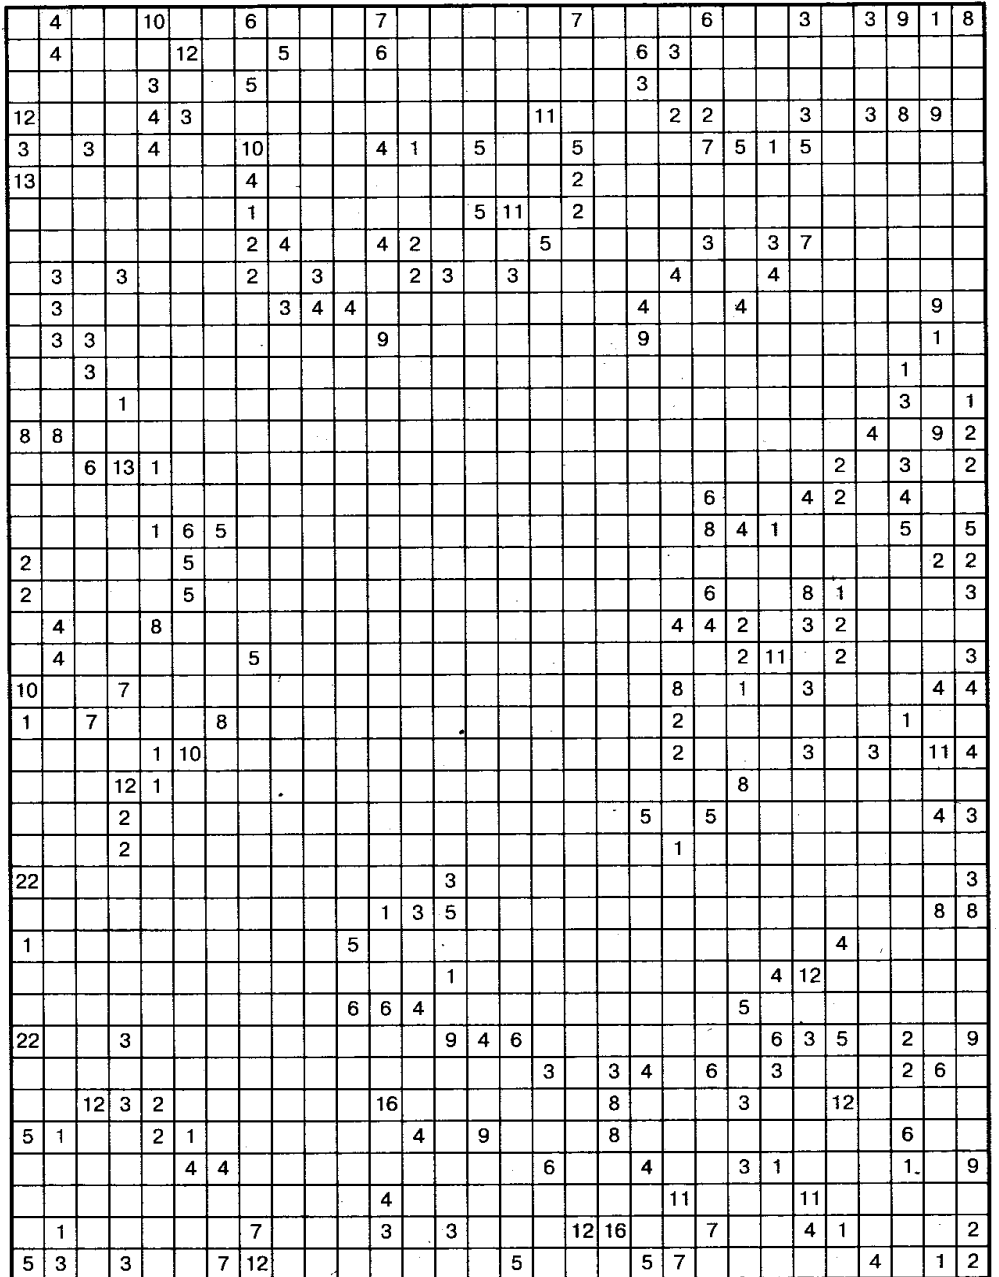 4 10 6 7 7 6 3 3 9 1 8
4 12 5 6 6 3
3 5 3
12 4 3 11 2 2 3 3 8 9
3 3 4 10 4 1 5 5 7 5 1 5
13 4 2
1 5 11 2
2 4 4 2 5 3 3 7
3 3 2 3 2 3 3 4 4
3 3 4 4 4 4 9
3 3 9 9 1
3 1
1 3 1
8 8 4 9 2
6 13 1 2 3 2
6 4 2 4
1 6 5 8 4 1 5 5
2 5 2 2
2 5 6 8 1 3
4 8 4 4 2 3 2
4 5 2 11 2 3
10 7 8 1 3 4 4
1 7 8 2 1
1 10 2 3 3 11 4
12 1 8
2 5 5 4 3
2 1
22 3 3
1 3 5 8 8
1 5 4
1 4 12
6 6 4 5
22 3 9 4 6 6 3 5 2 9
3 3 4 6 3 2 6
12 3 2 16 8 3 12
5 1 2 1 4 9 8 6
4 4 6 4 3 1 1 9
4 11 11
1 7 3 3 12 16 7 4 1 2
5 3 3 7 12 5 5 7 4 1 2